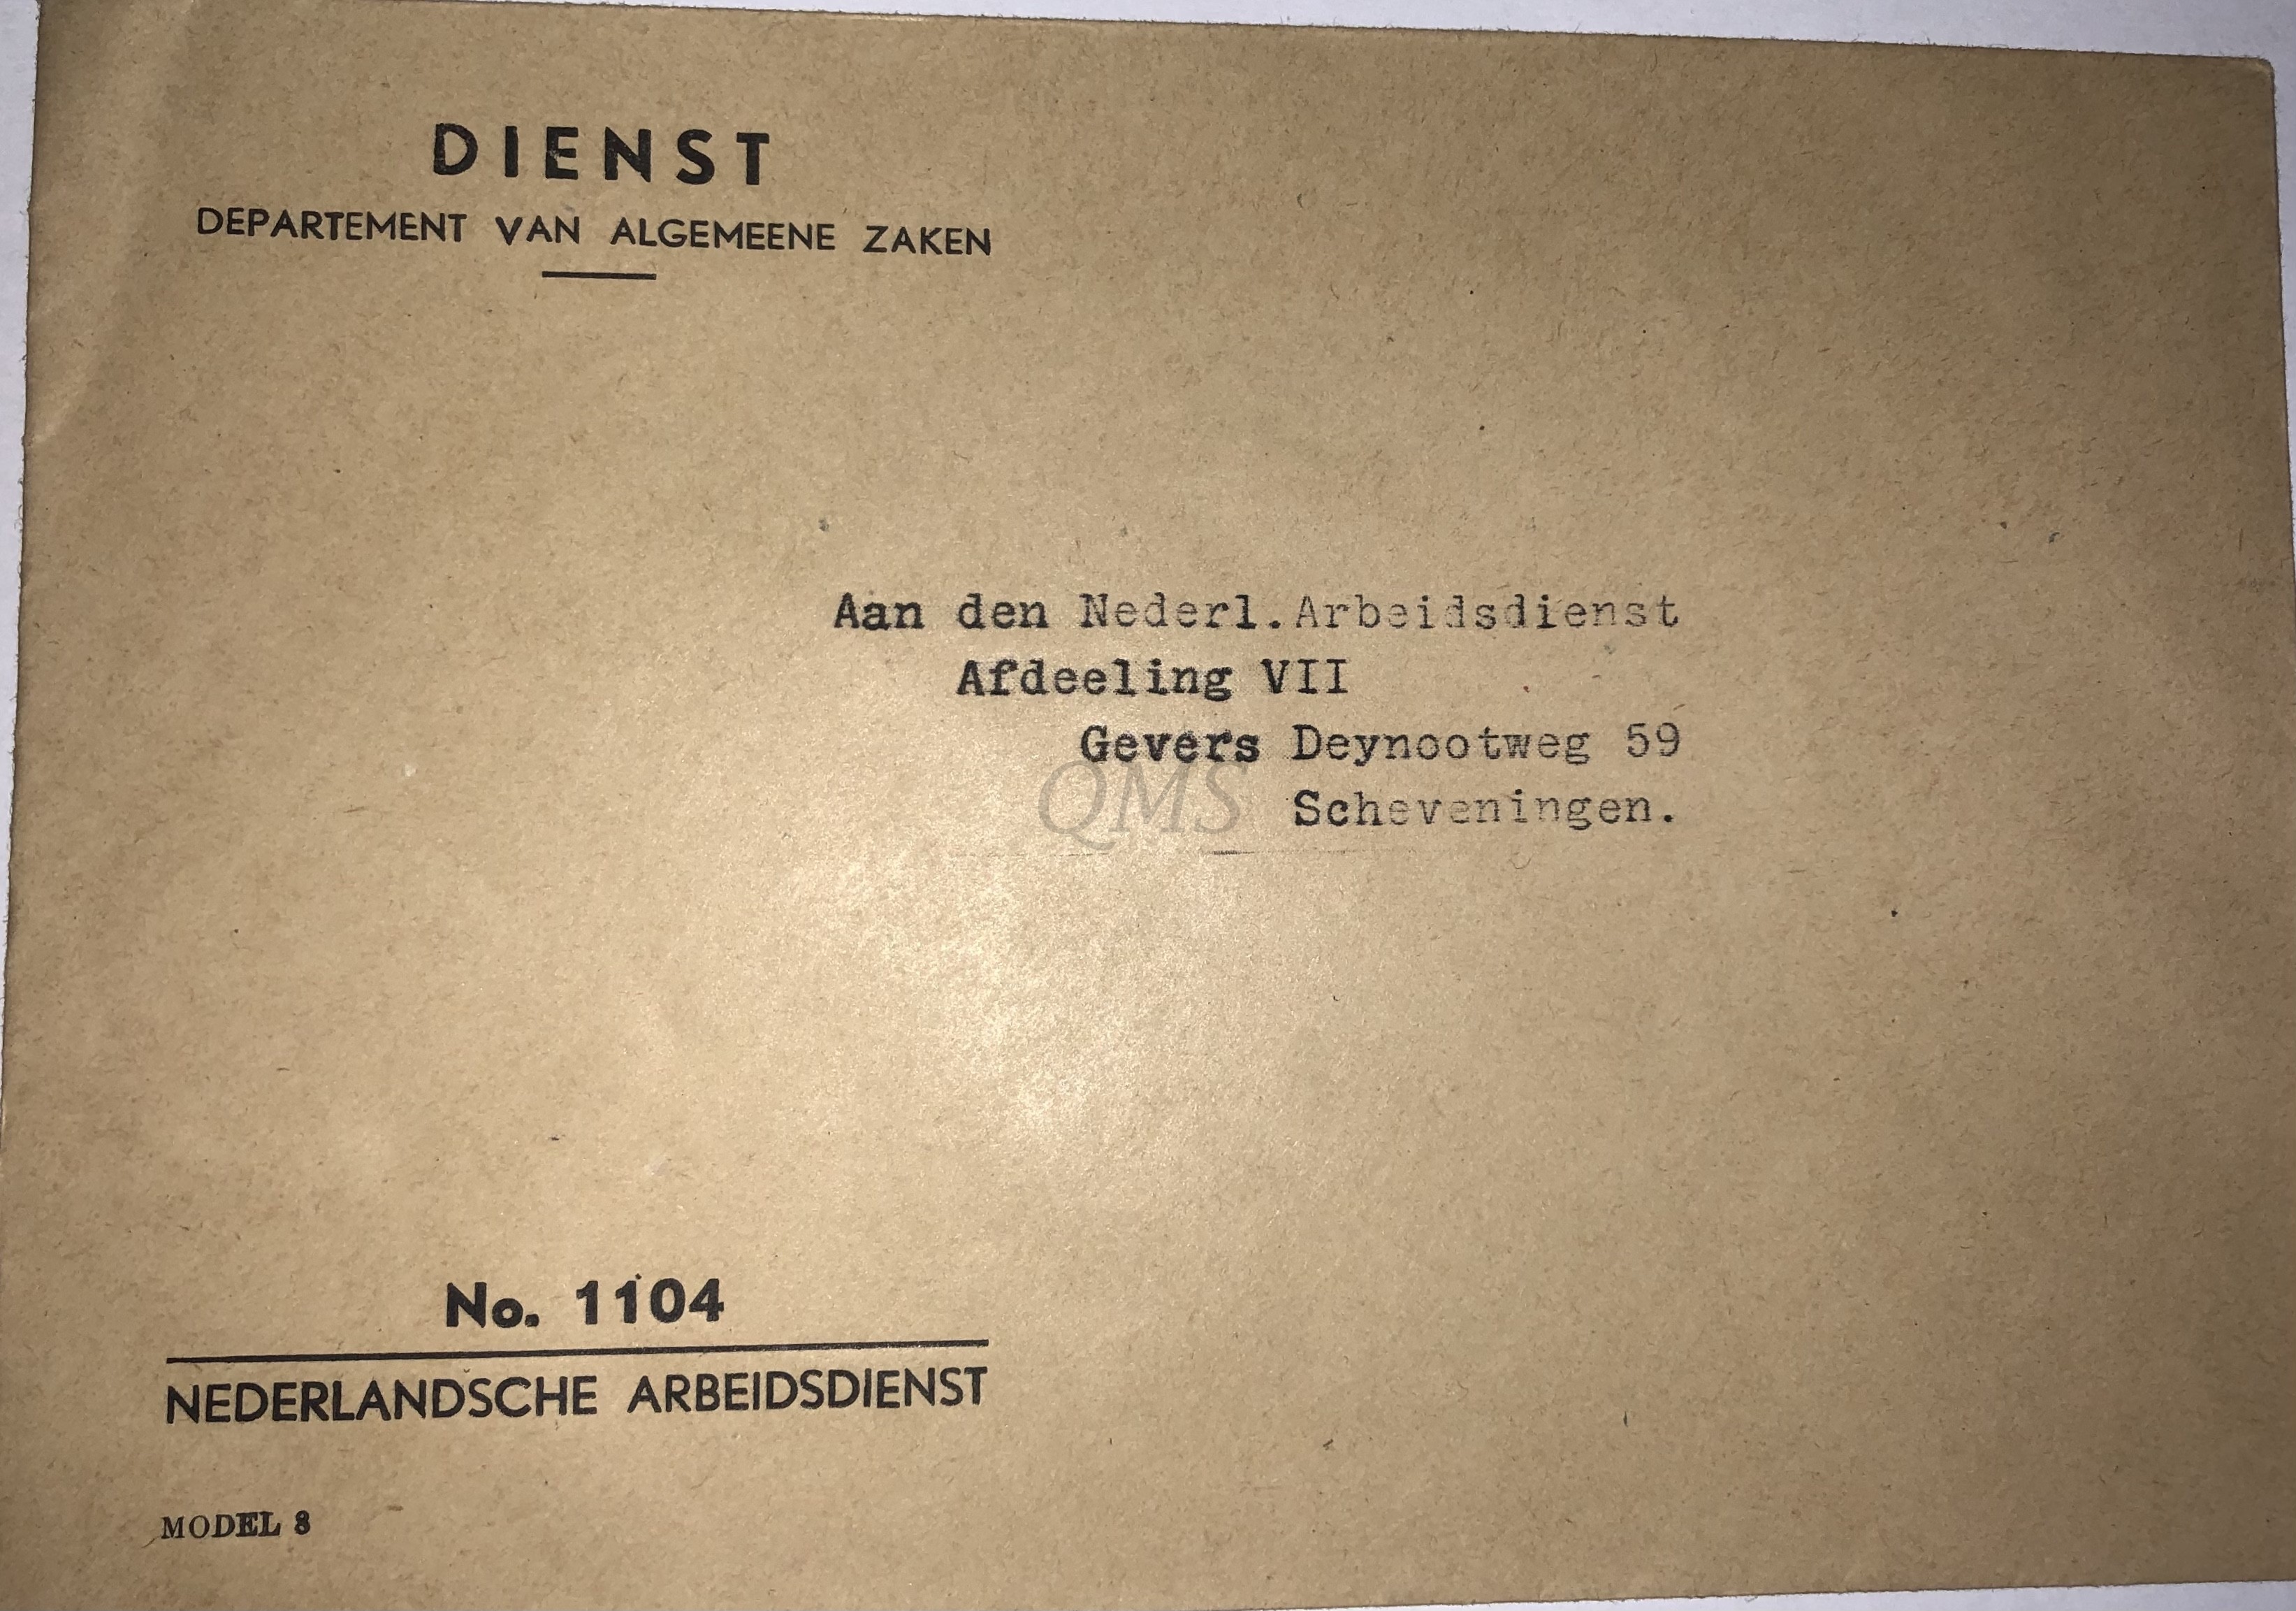 DIENST
DEPARTEMENT VAN ALGEMEENE ZAKEN
Aan den Nederl.Arbeidsdienst
Afdeeling VII
Gevers Deynootweg 59
QMS
Scheveningen.
No. 1104
NEDERLANDSCHE ARBEIDSDIENST
MODEL 8